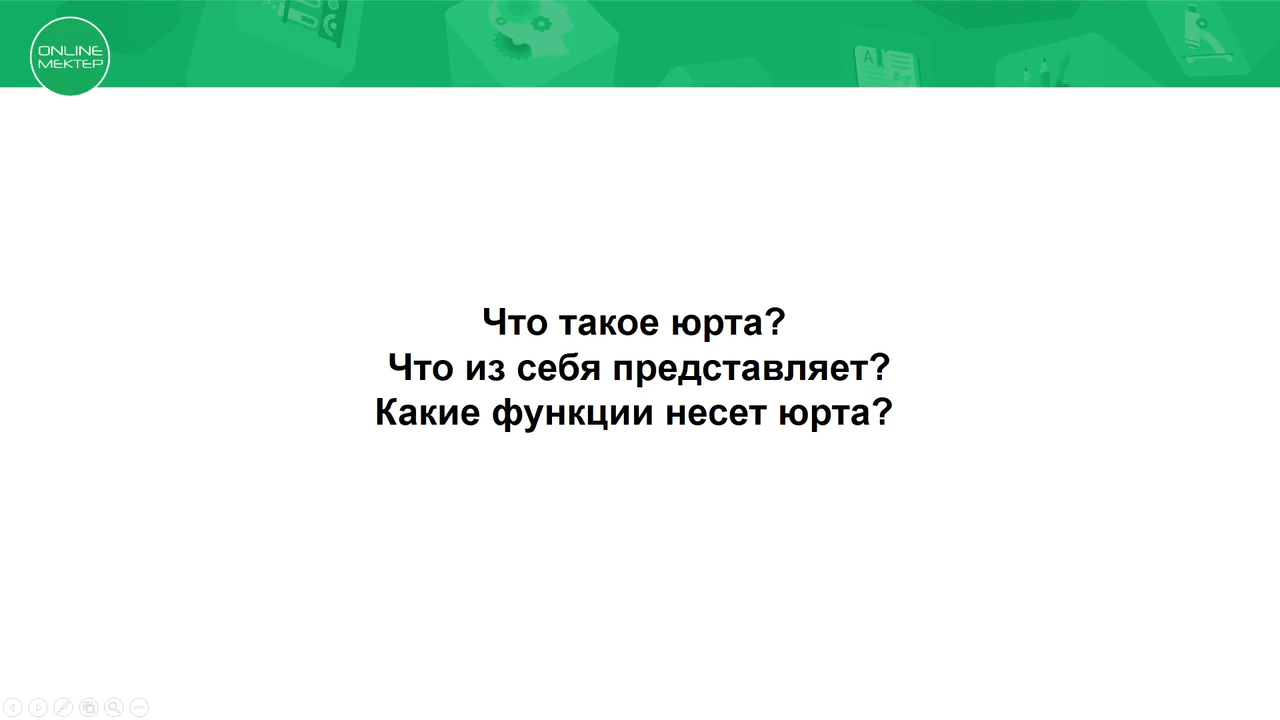 ONLINE
МЕКТЕР
Что такое юрта?
Что из себя представляет?
Какие функции несет юрта?